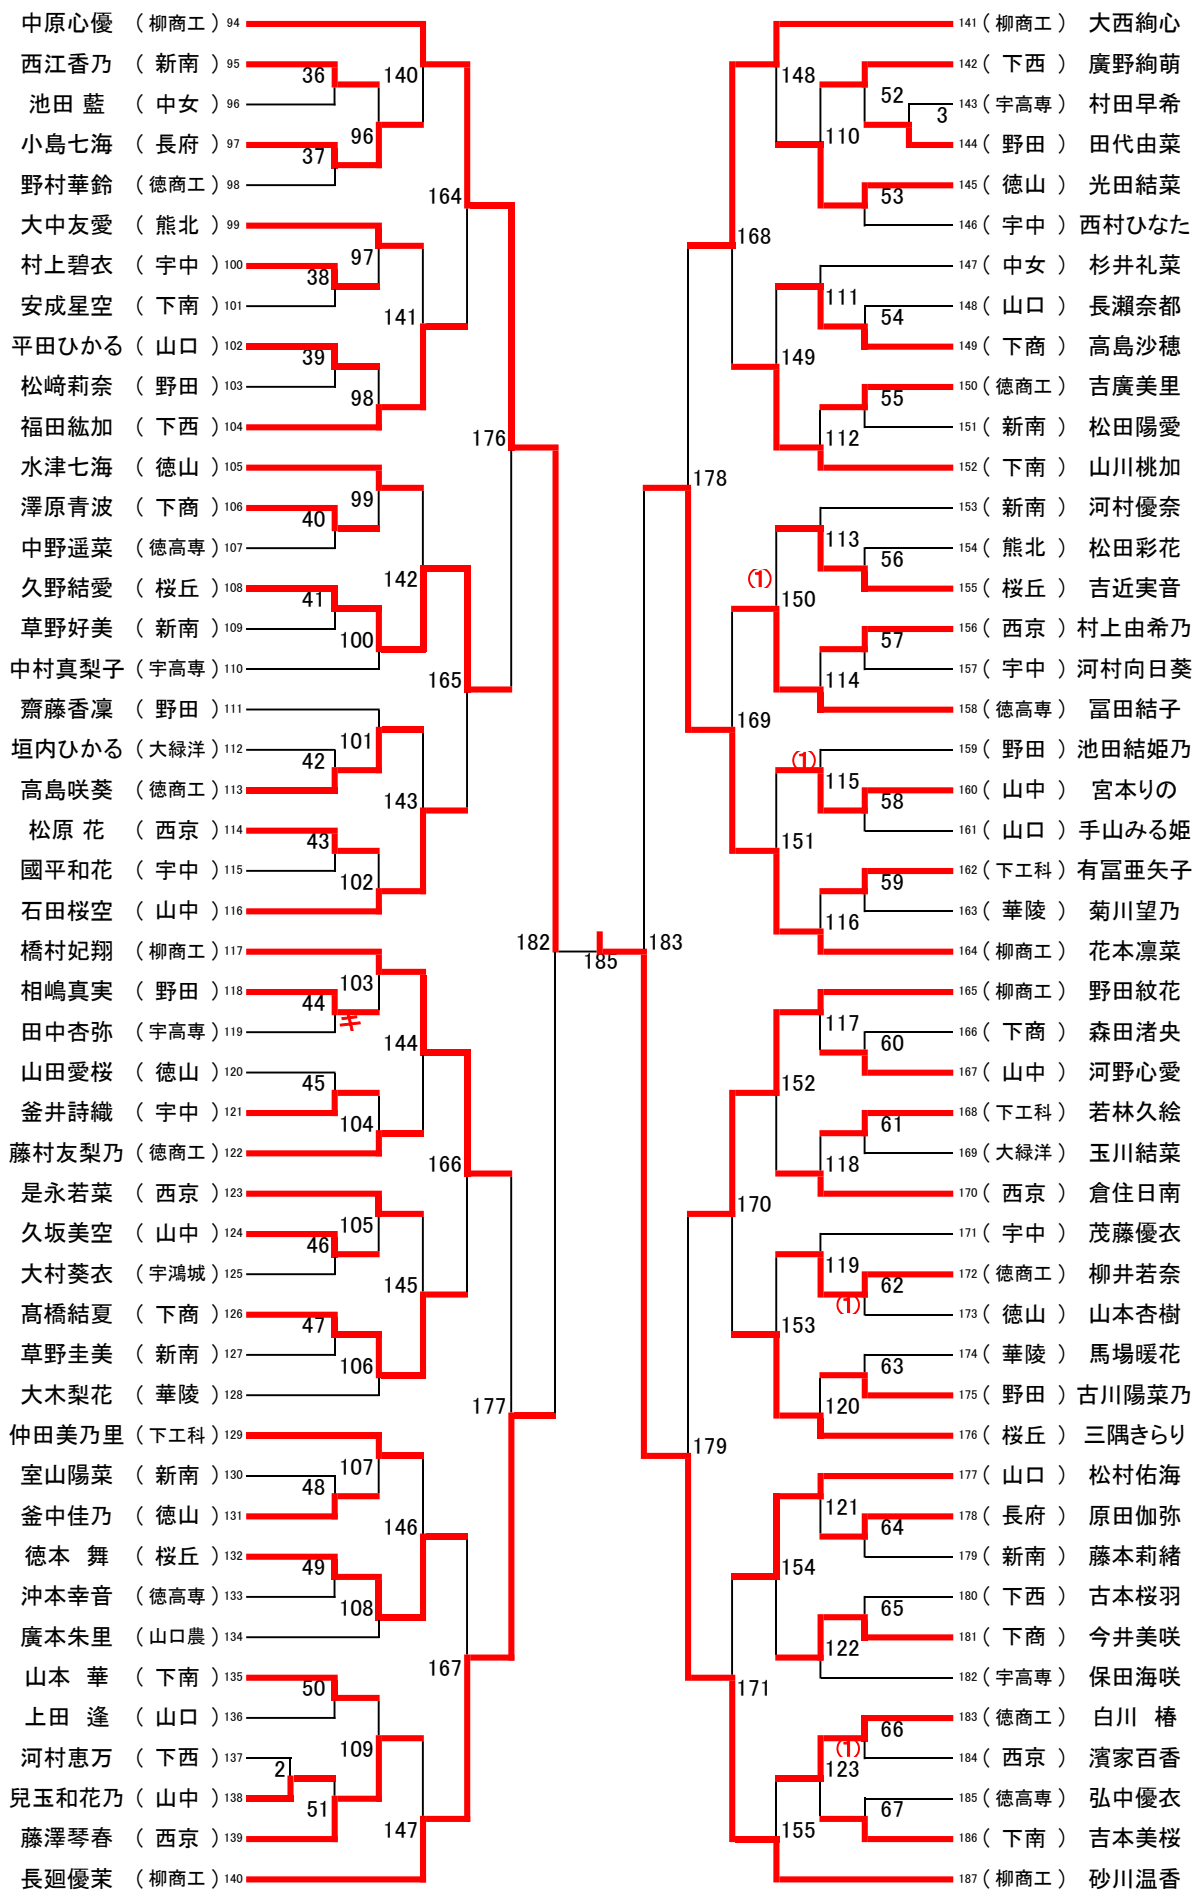 中原心優 （柳商工） 94
西江香乃 （ 新南 ） 95
池田 藍 （ 中女 ） 96
小島七海 （ 長府 ） 97
野村華鈴 （徳商工） 98
大中友愛 （ 熊北 ） 99
村上碧衣 （ 宇中 ） 100
安成星空 （ 下南 ） 101
平田ひかる （ 山口 ） 102
松﨑莉奈 （ 野田 ） 103
福田紘加 （ 下西 ） 104
水津七海 （ 徳山 ） 105
澤原青波 （ 下商 ） 106
中野遥菜 （徳高専） 107
久野結愛 （ 桜丘 ） 108
草野好美 （ 新南 ） 109
中村真梨子 （宇高専） 110
齋藤香凜 （ 野田 ） 111
垣内ひかる （大緑洋） 112
高島咲葵 （徳商工） 113
松原 花 （ 西京 ） 114
國平和花 （ 宇中 ） 115
石田桜空 （ 山中 ） 116
橋村妃翔 （柳商工） 117
相嶋真実 （ 野田 ） 118
田中杏弥 （宇高専） 119
山田愛桜 （ 徳山 ） 120
釜井詩織 （ 宇中 ） 121
藤村友梨乃 （徳商工） 122
是永若菜 （ 西京 ） 123
久坂美空 （ 山中 ） 124
大村葵衣 （宇鴻城） 125
髙橋結夏 （ 下商 ） 126
草野圭美 （ 新南 ） 127
大木梨花 （ 華陵 ） 128
仲田美乃里 （下工科） 129
室山陽菜 （ 新南 ） 130
釜中佳乃 （ 徳山 ） 131
徳本 舞 （ 桜丘 ） 132
沖本幸音 （徳高専） 133
廣本朱里 （山口農） 134
山本 華 （ 下南 ） 135
上田 逢 （ 山口 ） 136
河村恵万 （ 下西 ） 137
兒玉和花乃 （ 山中 ） 138
藤澤琴春 （ 西京 ） 139
長廻優茉 （柳商工） 140
36
37
38
39
40
41
42
43
44
キ
45
46
47
48
49
50
2
51
96
97
98
99
100
101
102
103
104
105
106
107
108
109
140
141
142
143
144
145
146
147
164
165
166
167
176
177
182
185
183
178
179
168
169
170
171
148
149
(1)
150
151
152
153
154
155
110
111
112
113
114
(1)
115
116
117
118
119
120
121
122
123
52
3
53
54
55
56
57
58
59
60
61
62
(1)
63
64
65
66
(1)
67
141 （柳商工） 大西絢心
142 （ 下西 ） 廣野絢萌
143 （宇高専） 村田早希
144 （ 野田 ） 田代由菜
145 （ 徳山 ） 光田結菜
146 （ 宇中 ） 西村ひなた
147 （ 中女 ） 杉井礼菜
148 （ 山口 ） 長瀨奈都
149 （ 下商 ） 高島沙穂
150 （徳商工） 吉廣美里
151 （ 新南 ） 松田陽愛
152 （ 下南 ） 山川桃加
153 （ 新南 ） 河村優奈
154 （ 熊北 ） 松田彩花
155 （ 桜丘 ） 吉近実音
156 （ 西京 ） 村上由希乃
157 （ 宇中 ） 河村向日葵
158 （徳高専） 冨田結子
159 （ 野田 ） 池田結姫乃
160 （ 山中 ） 宮本りの
161 （ 山口 ） 手山みる姫
162 （下工科） 有冨亜矢子
163 （ 華陵 ） 菊川望乃
164 （柳商工） 花本凛菜
165 （柳商工） 野田紋花
166 （ 下商 ） 森田渚央
167 （ 山中 ） 河野心愛
168 （下工科） 若林久絵
169 （大緑洋） 玉川結菜
170 （ 西京 ） 倉住日南
171 （ 宇中 ） 茂藤優衣
172 （徳商工） 柳井若奈
173 （ 徳山 ） 山本杏樹
174 （ 華陵 ） 馬場暖花
175 （ 野田 ） 古川陽菜乃
176 （ 桜丘 ） 三隅きらり
177 （ 山口 ） 松村佑海
178 （ 長府 ） 原田伽弥
179 （ 新南 ） 藤本莉緒
180 （ 下西 ） 古本桜羽
181 （ 下商 ） 今井美咲
182 （宇高専） 保田海咲
183 （徳商工） 白川 椿
184 （ 西京 ） 濱家百香
185 （徳高専） 弘中優衣
186 （ 下南 ） 吉本美桜
187 （柳商工） 砂川温香